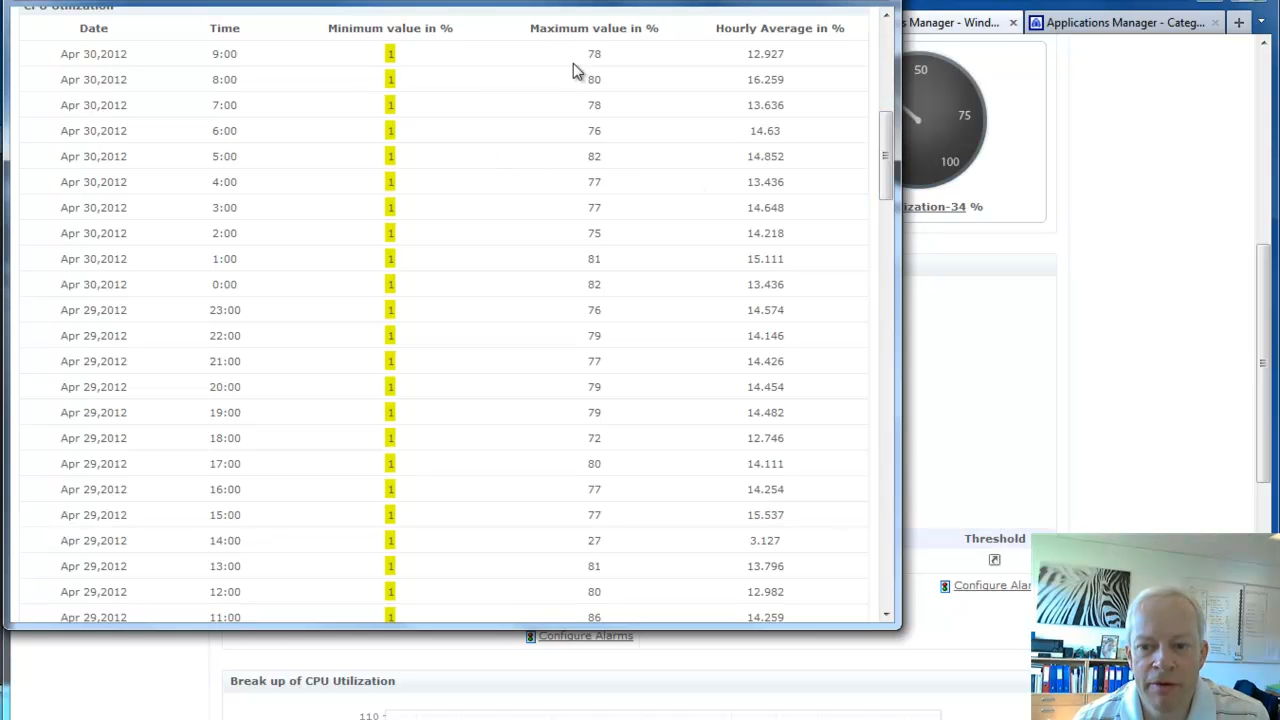 CPU Utilization
Date Time Minimum value in % Maximum value in % Hourly Average in %
Apr 30,2012 9:00 1 78 12.927
Apr 30,2012 8:00 1 80 16.259
Apr 30,2012 7:00 1 78 13.636
Apr 30,2012 6:00 1 76 14.63
Apr 30,2012 5:00 1 82 14.852
Apr 30,2012 4:00 1 77 13.436
Apr 30,2012 3:00 1 77 14.648
Apr 30,2012 2:00 1 75 14.218
Apr 30,2012 1:00 1 81 15.111
Apr 30,2012 0:00 1 82 13.436
Apr 29,2012 23:00 1 76 14.574
Apr 29,2012 22:00 1 79 14.146
Apr 29,2012 21:00 1 77 14.426
Apr 29,2012 20:00 1 79 14.454
Apr 29,2012 19:00 1 79 14.482
Apr 29,2012 18:00 1 72 12.746
Apr 29,2012 17:00 1 80 14.111
Apr 29,2012 16:00 1 77 14.254
Apr 29,2012 15:00 1 77 15.537
Apr 29,2012 14:00 1 27 3.127
Apr 29,2012 13:00 1 81 13.796
Apr 29,2012 12:00 1 80 12.982
Apr 29,2012 11:00 1 86 14.259
s Manager - Wind... Applications Manager - Categ...
50
75
100
ization-34 %
Threshold
Configure Alar
Configure Alarms
Break up of CPU Utilization
110